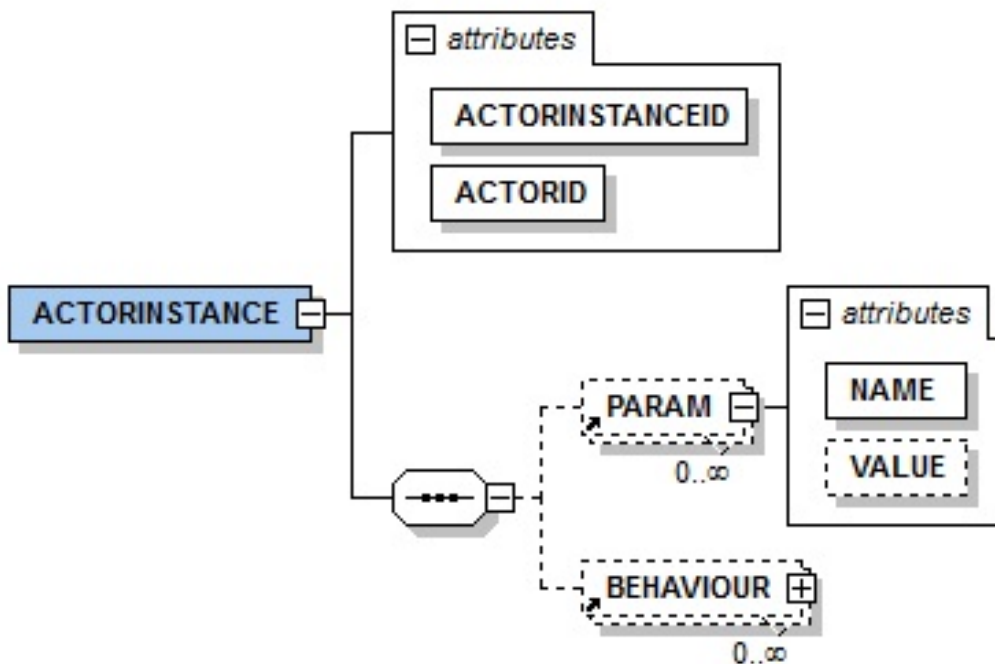 attributes
ACTORINSTANCEID
ACTORID
ACTORINSTANCE
attributes
NAME
VALUE
PARAM
0..∞
BEHAVIOUR
0..∞